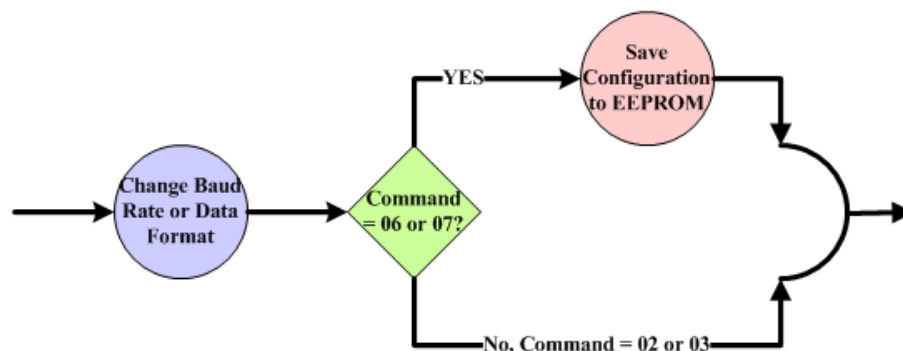 Change Baud
Rate or Data
Format
Command
= 06 or 07?
YES
Save
Configuration
to EEPROM
No, Command = 02 or 03